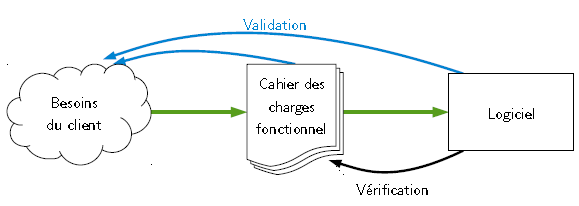 Validation
Besoins
du client
Cahier des
charges
fonctionnel
Logiciel
Vérification